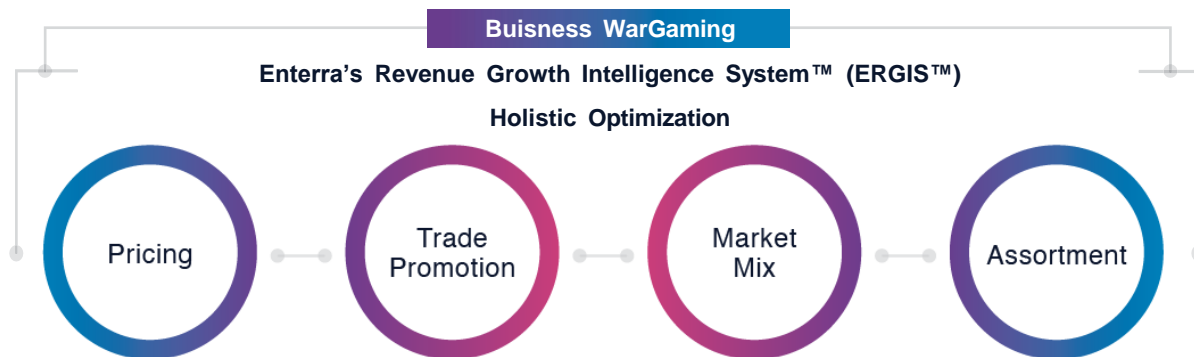 Buisness WarGaming
Enterra’s Revenue Growth Intelligence System™ (ERGIS™)
Holistic Optimization
Pricing
Trade
Promotion
Market
Mix
Assortment